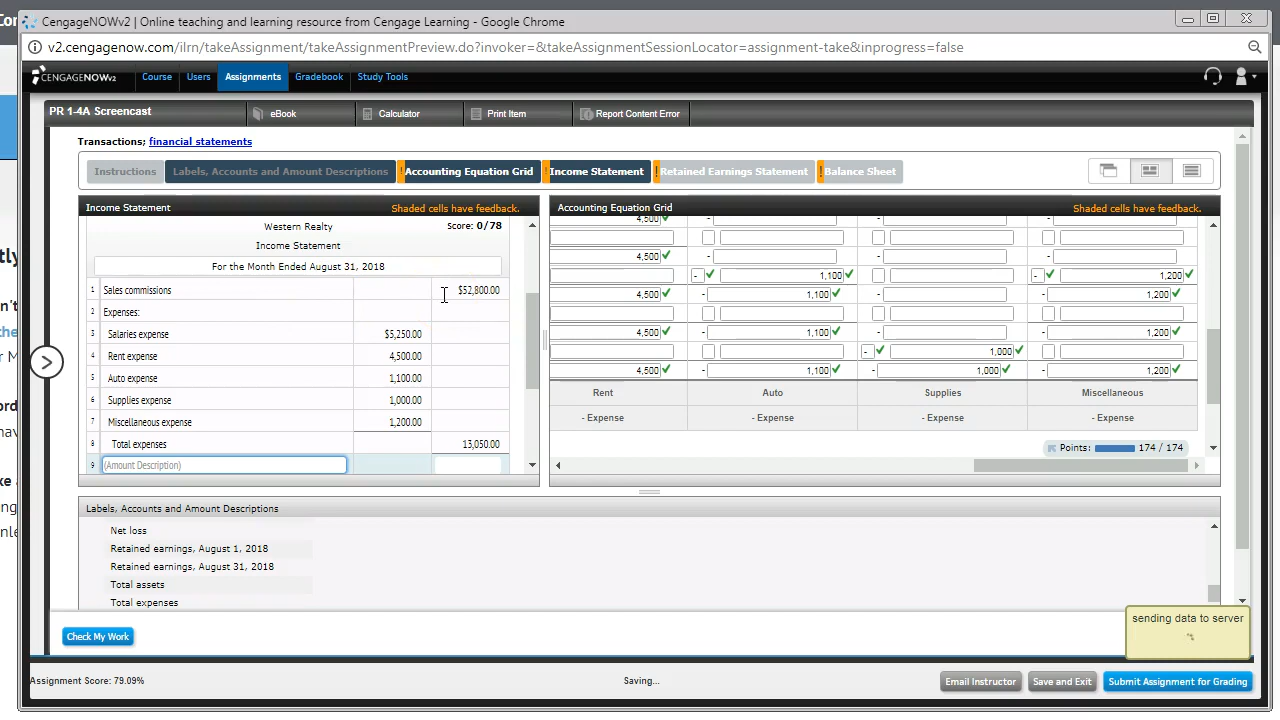 CengageNOWv2 | Online teaching and learning resource from Cengage Learning - Google Chrome
v2.cengagenow.com/ilrn/takeAssignment/takeAssignmentPreview.do?invoker=&takeAssignmentSessionLocator=assignment-take&inprogress=false
CENGAGENOWv2 Course Users Assignments Gradebook Study Tools
PR 1-4A Screencast eBook Calculator Print Item Report Content Error
Transactions; financial statements
Instructions Labels, Accounts and Amount Descriptions ! Accounting Equation Grid ! Income Statement ! Retained Earnings Statement ! Balance Sheet
Income Statement Shaded cells have feedback.
Western Realty Score: 0/78
Income Statement
For the Month Ended August 31, 2018
1 Sales commissions $52,800.00
2 Expenses:
3 Salaries expense $5,250.00
4 Rent expense 4,500.00
5 Auto expense 1,100.00
6 Supplies expense 1,000.00
7 Miscellaneous expense 1,200.00
8 Total expenses 13,050.00
9 (Amount Description)
Accounting Equation Grid Shaded cells have feedback.
4,500 - - -
4,500 - - -
- 1,100 - 1,200
4,500 - 1,100 - - 1,200
4,500 - 1,100 - - 1,200
- 1,000
4,500 - 1,100 - 1,000 - 1,200
Rent Auto Supplies Miscellaneous
- Expense - Expense - Expense - Expense
Points: 174 / 174
Labels, Accounts and Amount Descriptions
Net loss
Retained earnings, August 1, 2018
Retained earnings, August 31, 2018
Total assets
Total expenses
sending data to server
Check My Work
Assignment Score: 79.09% Saving... Email Instructor Save and Exit Submit Assignment for Grading